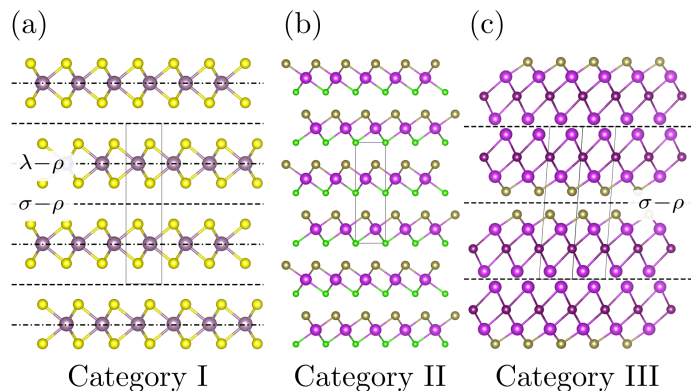 (a)
(b)
(c)
λ−ρ
σ−ρ
σ−ρ
Category I
Category II
Category III